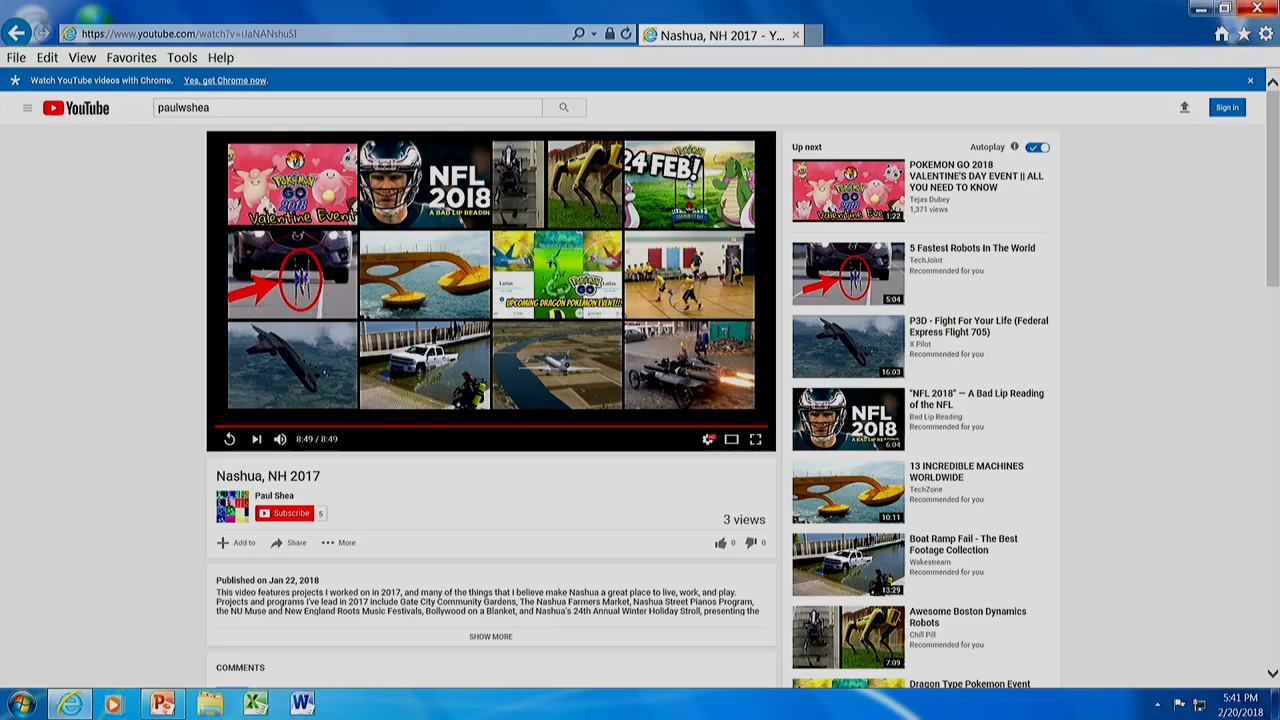 https://www.youtube.com/watch?v=iJaNANshuSI
Nashua, NH 2017 - Y...
File Edit View Favorites Tools Help
Watch YouTube videos with Chrome. Yes, get Chrome now.
YouTube
paulwshea
Sign in
Pokemon GO 2018
Valentine Event
NFL
2018
A BAD LIP READIN
24 FEB!
Latios
Latias
Pokemon GO
UPCOMING DRAGON POKEMON EVENT!!
8:49 / 8:49
Nashua, NH 2017
Paul Shea
Subscribe 5
3 views
Add to Share More
0 0
Published on Jan 22, 2018
This video features projects I worked on in 2017, and many of the things that I believe make Nashua a great place to live, work, and play.
Projects and programs I've lead in 2017 include Gate City Community Gardens, The Nashua Farmers Market, Nashua Street Pianos Program,
the NU Muse and New England Roots Music Festivals, Bollywood on a Blanket, and Nashua's 24th Annual Winter Holiday Stroll, presenting the
SHOW MORE
COMMENTS
Up next
Autoplay
Valentine Eve
1:22
POKEMON GO 2018
VALENTINE'S DAY EVENT || ALL
YOU NEED TO KNOW
Tejas Dubey
1,371 views
5:04
5 Fastest Robots In The World
TechJoint
Recommended for you
16:03
P3D - Fight For Your Life (Federal
Express Flight 705)
X Pilot
Recommended for you
NFL
2018
6:04
"NFL 2018" — A Bad Lip Reading
of the NFL
Bad Lip Reading
Recommended for you
10:11
13 INCREDIBLE MACHINES
WORLDWIDE
TechZone
Recommended for you
13:29
Boat Ramp Fail - The Best
Footage Collection
Wakestream
Recommended for you
7:09
Awesome Boston Dynamics
Robots
Chill Pill
Recommended for you
Dragon Type Pokemon Event
5:41 PM
2/20/2018